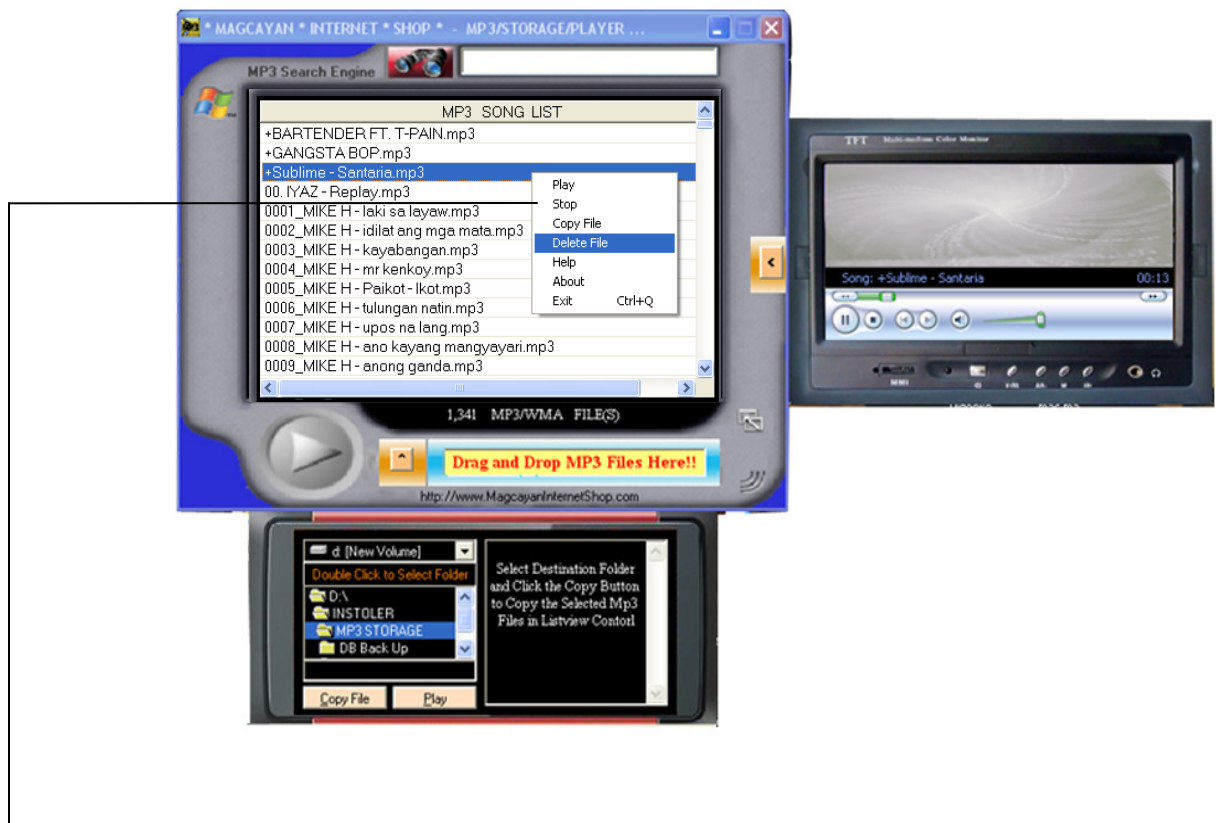 * MAGCAYAN * INTERNET * SHOP * - MP3/STORAGE/PLAYER ...
MP3 Search Engine
MP3 SONG LIST
+BARTENDER FT. T-PAIN.mp3
+GANGSTA BOP.mp3
+Sublime - Santaria.mp3
00. IYAZ - Replay.mp3
0001_MIKE H - laki sa layaw.mp3
0002_MIKE H - idilat ang mga mata.mp3
0003_MIKE H - kayabangan.mp3
0004_MIKE H - mr kenkoy.mp3
0005_MIKE H - Paikot - Ikot.mp3
0006_MIKE H - tulungan natin.mp3
0007_MIKE H - upos na lang.mp3
0008_MIKE H - ano kayang mangyayari.mp3
0009_MIKE H - anong ganda.mp3
Play
Stop
Copy File
Delete File
Help
About
Exit Ctrl+Q
1,341 MP3/WMA FILE(S)
Drag and Drop MP3 Files Here!!
http://www.MagcayanInternetShop.com
TFT Multi-medium Color Monitor
Song: +Sublime - Santaria 00:13
d: [New Volume]
Double Click to Select Folder
D:\
INSTOLER
MP3 STORAGE
DB Back Up
Copy File Play
Select Destination Folder
and Click the Copy Button
to Copy the Selected Mp3
Files in Listview Contorl